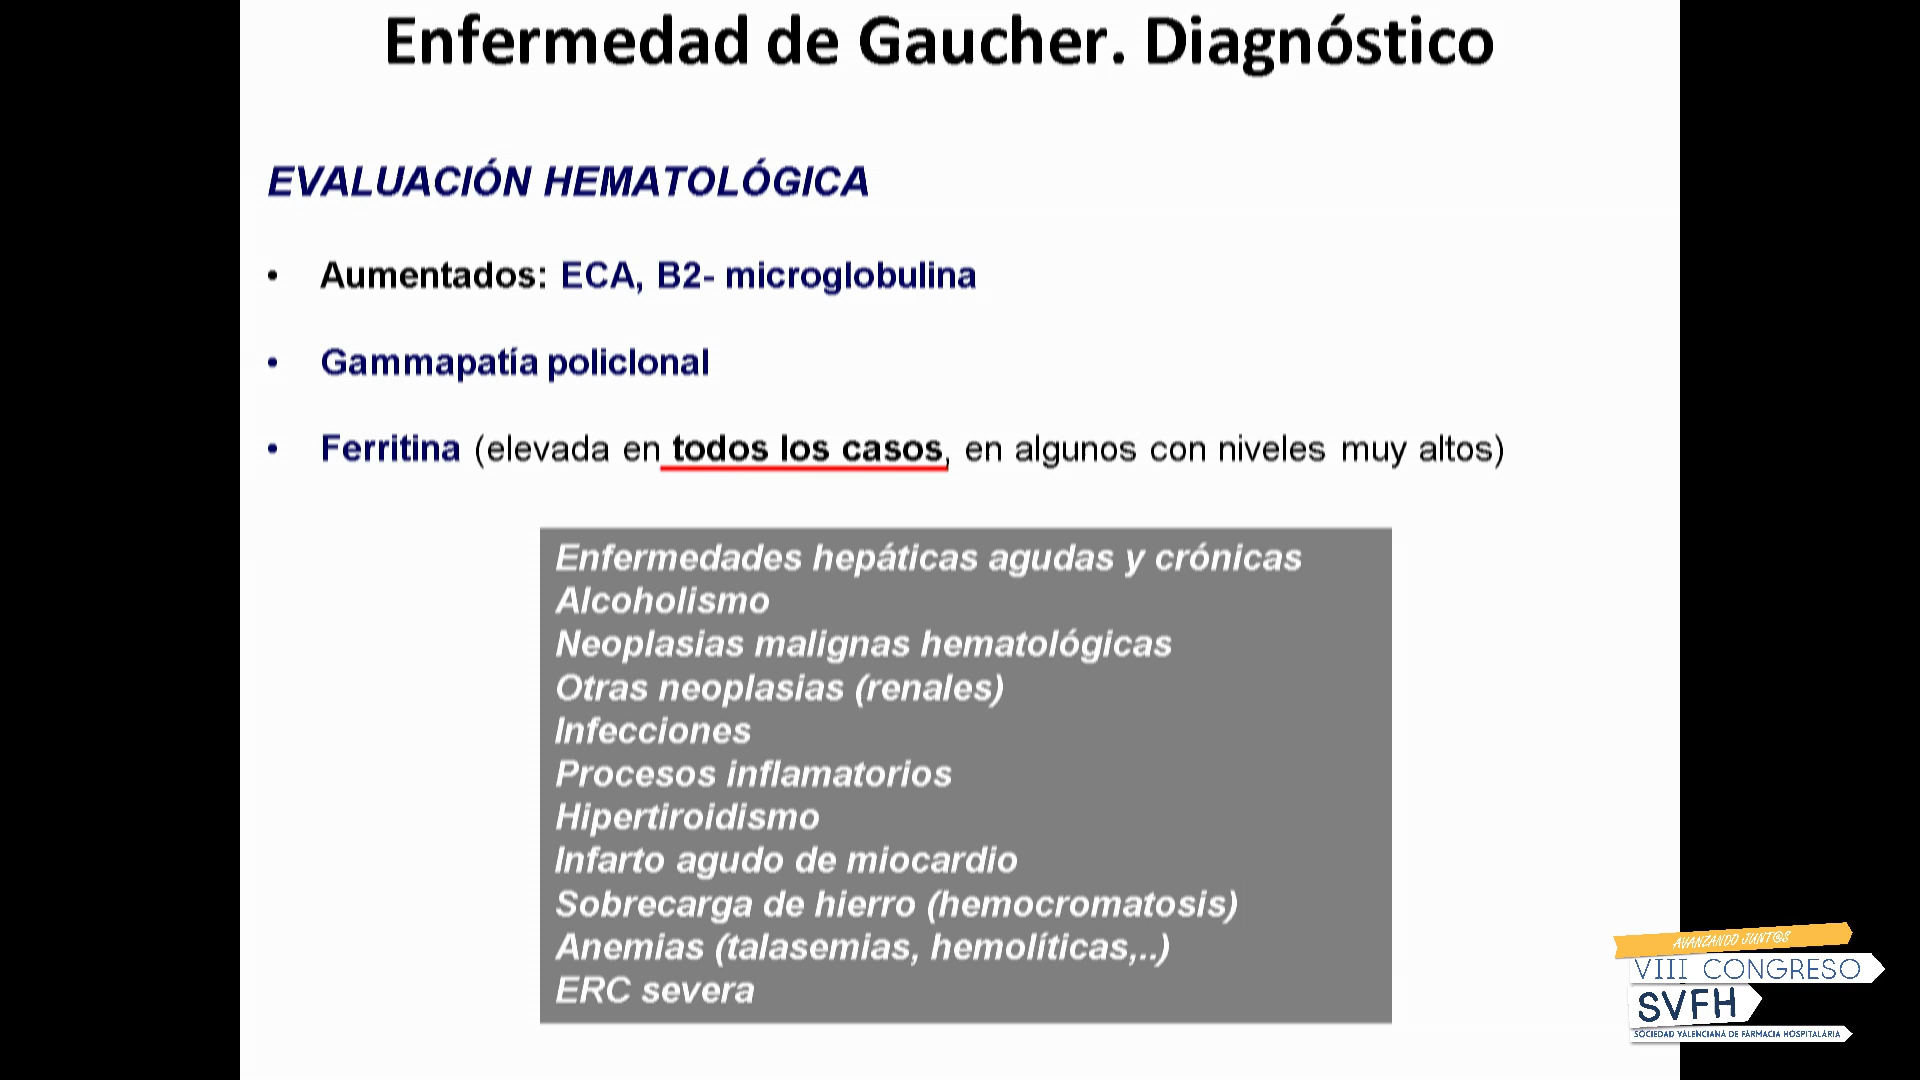 Enfermedad de Gaucher. Diagnóstico
EVALUACIÓN HEMATOLÓGICA
• Aumentados: ECA, B2- microglobulina
• Gammapatía policlonal
• Ferritina (elevada en todos los casos, en algunos con niveles muy altos)
Enfermedades hepáticas agudas y crónicas
Alcoholismo
Neoplasias malignas hematológicas
Otras neoplasias (renales)
Infecciones
Procesos inflamatorios
Hipertiroidismo
Infarto agudo de miocardio
Sobrecarga de hierro (hemocromatosis)
Anemias (talasemias, hemolíticas,..)
ERC severa
AVANZANDO JUNT@S
VIII CONGRESO
SVFH
SOCIEDAD VALENCIANA DE FARMACIA HOSPITALARIA